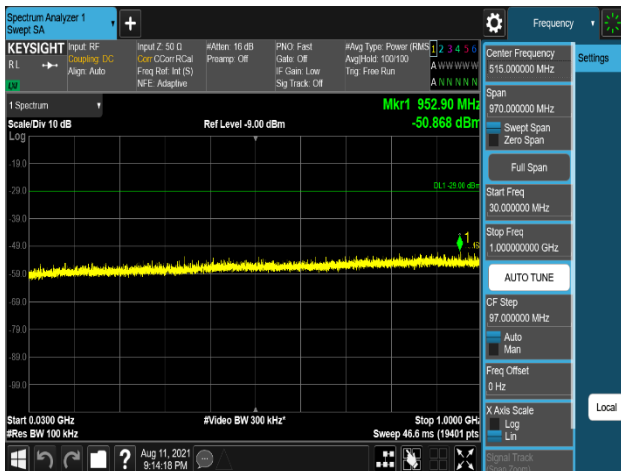 Spectrum Analyzer 1
Swept SA
+
Frequency
KEYSIGHT
RL
Input: RF
Coupling: DC
Align: Auto
Input Z: 50 Ω
Corr CCorr RCal
Freq Ref: Int (S)
NFE: Adaptive
#Atten: 16 dB
Preamp: Off
PNO: Fast
Gate: Off
IF Gain: Low
Sig Track: Off
#Avg Type: Power (RMS
Avg|Hold: 100/100
Trig: Free Run
1 2 3 4 5 6
A W W W W W
A N N N N N
1 Spectrum
Scale/Div 10 dB
Ref Level -9.00 dBm
Mkr1 952.90 MHz
-50.868 dBm
Log
-19.0
-29.0
DL1 -29.00 dBm
-39.0
-49.0
1
-59.0
-69.0
-79.0
-89.0
-99.0
Start 0.0300 GHz
#Res BW 100 kHz
#Video BW 300 kHz*
Stop 1.0000 GHz
Sweep 46.6 ms (19401 pts)
?
Aug 11, 2021
9:14:18 PM
Center Frequency
515.000000 MHz
Settings
Span
970.000000 MHz
Swept Span
Zero Span
Full Span
Start Freq
30.000000 MHz
Stop Freq
1.000000000 GHz
AUTO TUNE
CF Step
97.000000 MHz
Auto
Man
Freq Offset
0 Hz
X Axis Scale
Log
Lin
Local
Signal Track
(Span Zoom)